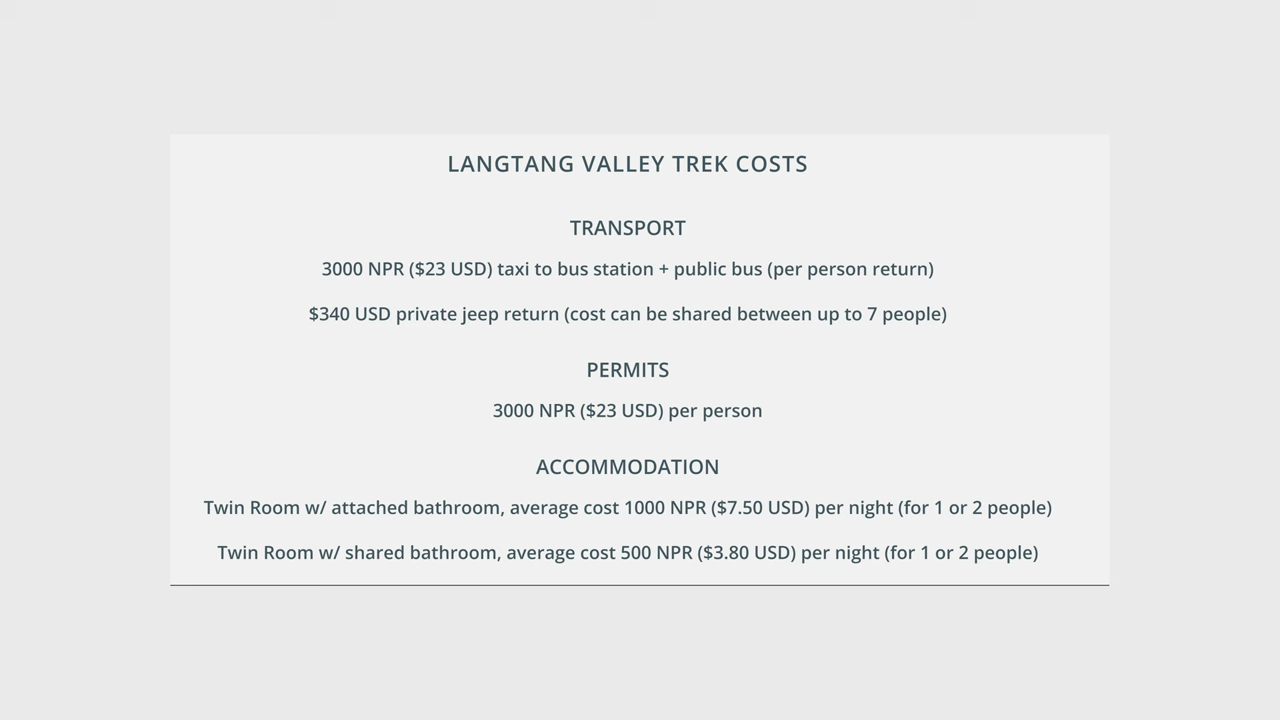 LANGTANG VALLEY TREK COSTS
TRANSPORT
3000 NPR ($23 USD) taxi to bus station + public bus (per person return)
$340 USD private jeep return (cost can be shared between up to 7 people)
PERMITS
3000 NPR ($23 USD) per person
ACCOMMODATION
Twin Room w/ attached bathroom, average cost 1000 NPR ($7.50 USD) per night (for 1 or 2 people)
Twin Room w/ shared bathroom, average cost 500 NPR ($3.80 USD) per night (for 1 or 2 people)